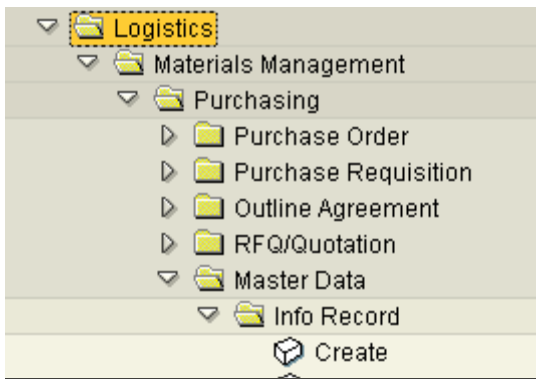 Logistics
Materials Management
Purchasing
Purchase Order
Purchase Requisition
Outline Agreement
RFQ/Quotation
Master Data
Info Record
Create